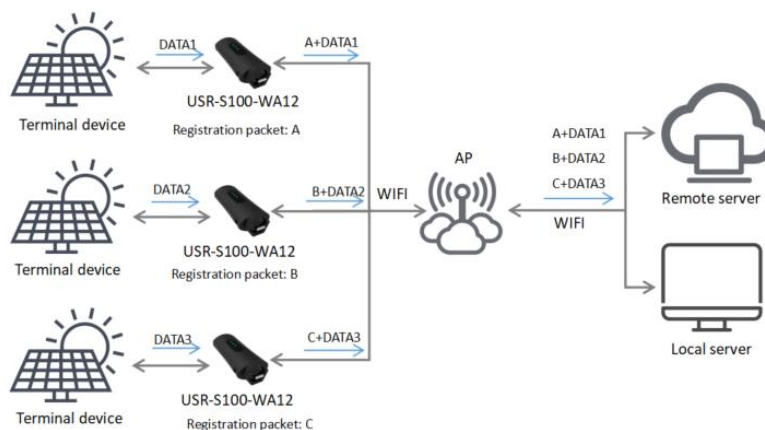 DATA1
A+DATA1
USR-S100-WA12
Terminal device
Registration packet: A
AP
A+DATA1
B+DATA2
C+DATA3
Remote server
DATA2
B+DATA2
WIFI
WIFI
USR-S100-WA12
Terminal device
Registration packet: B
DATA3
C+DATA3
Local server
USR-S100-WA12
Terminal device
Registration packet: C